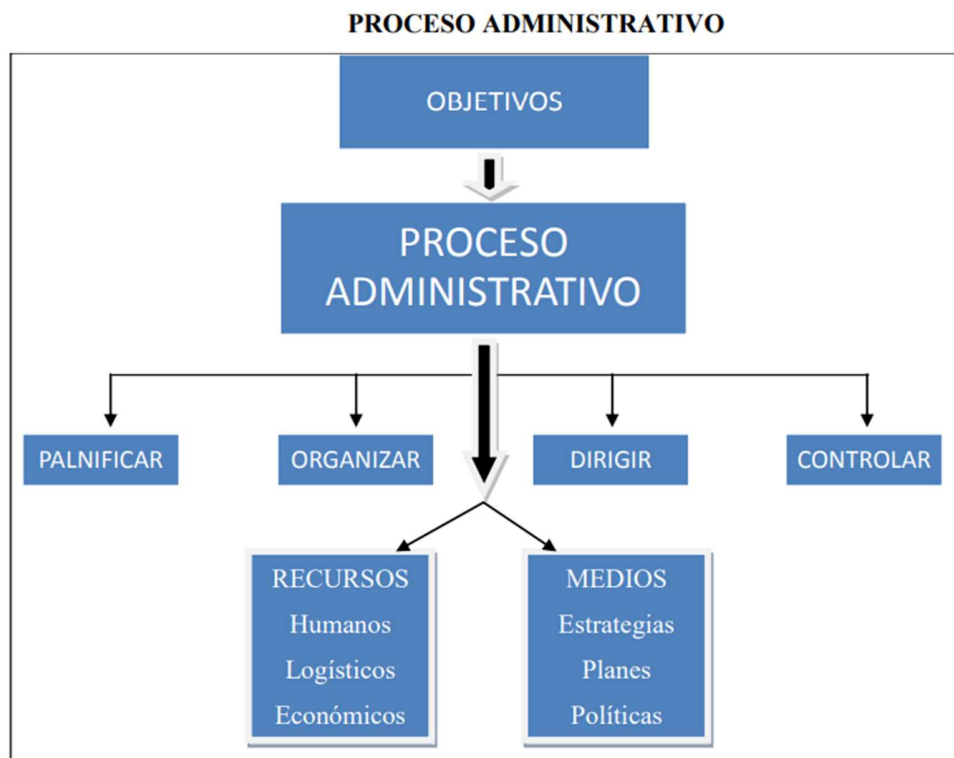 PROCESO ADMINISTRATIVO
OBJETIVOS
PROCESO
ADMINISTRATIVO
PALNIFICAR
ORGANIZAR
DIRIGIR
CONTROLAR
RECURSOS
Humanos
Logísticos
Económicos
MEDIOS
Estrategias
Planes
Políticas